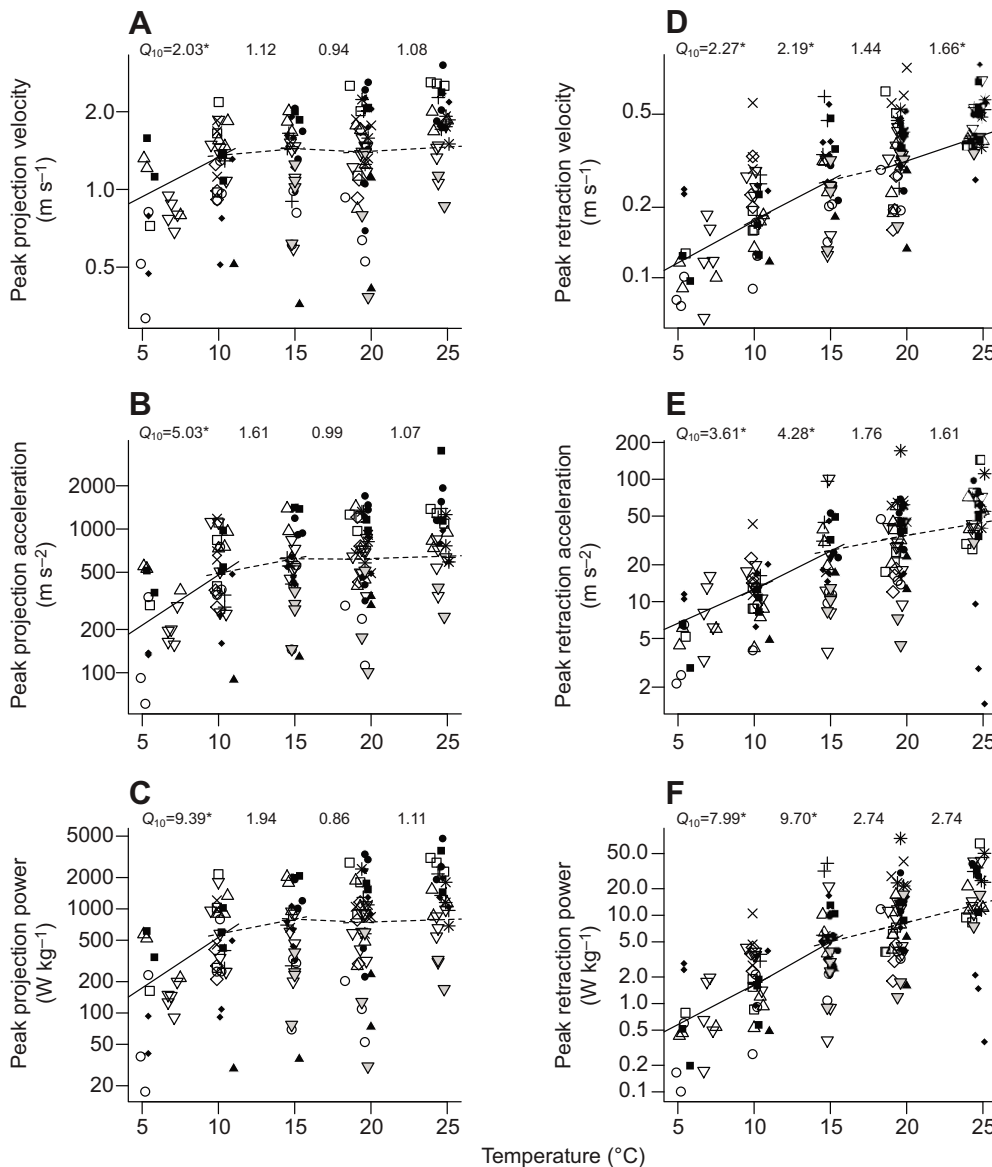 A
Q10=2.03* 1.12 0.94 1.08
Peak projection velocity
(m s–1)
2.0
1.0
0.5
5 10 15 20 25
B
Q10=5.03* 1.61 0.99 1.07
Peak projection acceleration
(m s–2)
2000
1000
500
200
100
5 10 15 20 25
C
Q10=9.39* 1.94 0.86 1.11
Peak projection power
(W kg–1)
5000
2000
1000
500
200
100
50
20
5 10 15 20 25
D
Q10=2.27* 2.19* 1.44 1.66*
Peak retraction velocity
(m s–1)
0.5
0.2
0.1
5 10 15 20 25
E
Q10=3.61* 4.28* 1.76 1.61
Peak retraction acceleration
(m s–2)
200
100
50
20
10
5
2
5 10 15 20 25
F
Q10=7.99* 9.70* 2.74 2.74
Peak retraction power
(W kg–1)
50.0
10.0
5.0
2.0
1.0
0.5
0.2
0.1
5 10 15 20 25
Temperature (°C)